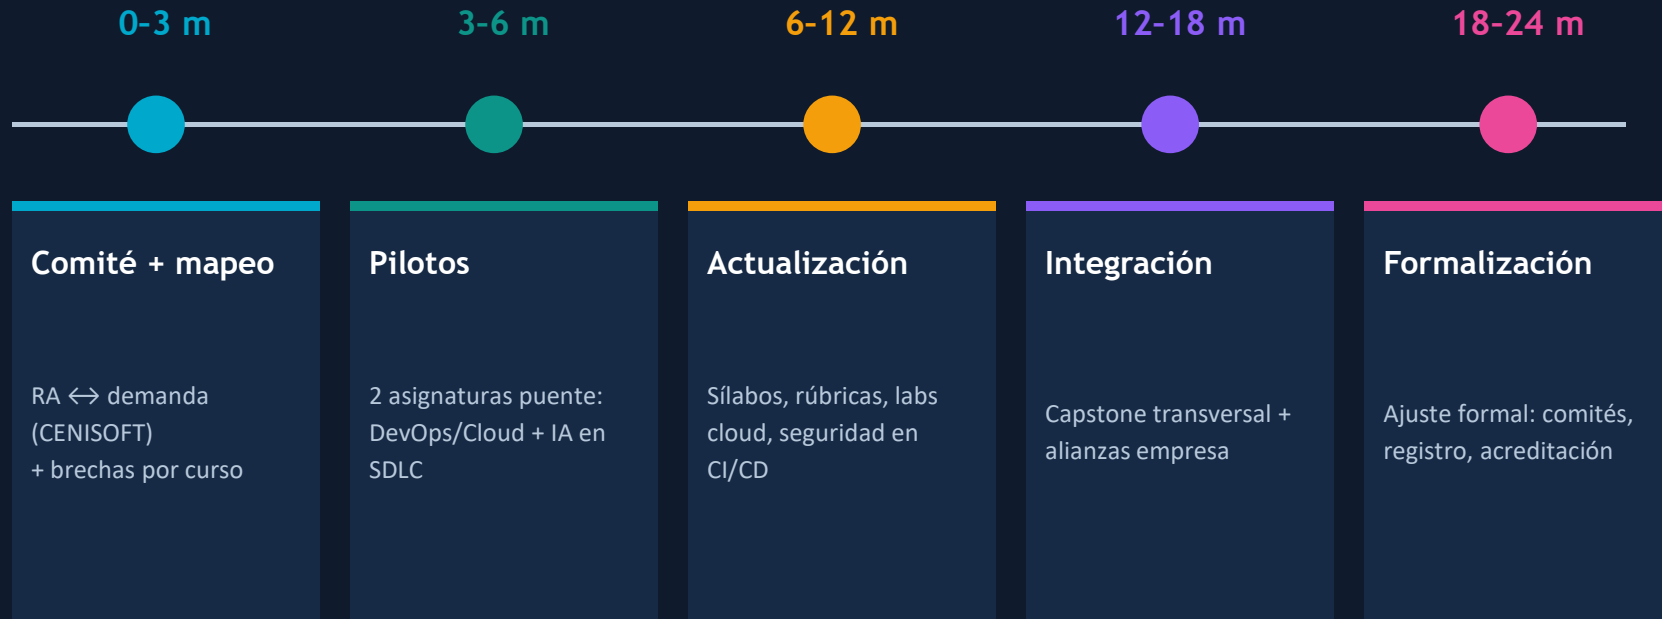 0-3 m
3-6 m
6-12 m
12-18 m
18-24 m
Comité + mapeo
RA ↔ demanda
(CENISOFT)
+ brechas por curso
Pilotos
2 asignaturas puente:
DevOps/Cloud + IA en
SDLC
Actualización
Sílabos, rúbricas, labs
cloud, seguridad en
CI/CD
Integración
Capstone transversal +
alianzas empresa
Formalización
Ajuste formal: comités,
registro, acreditación